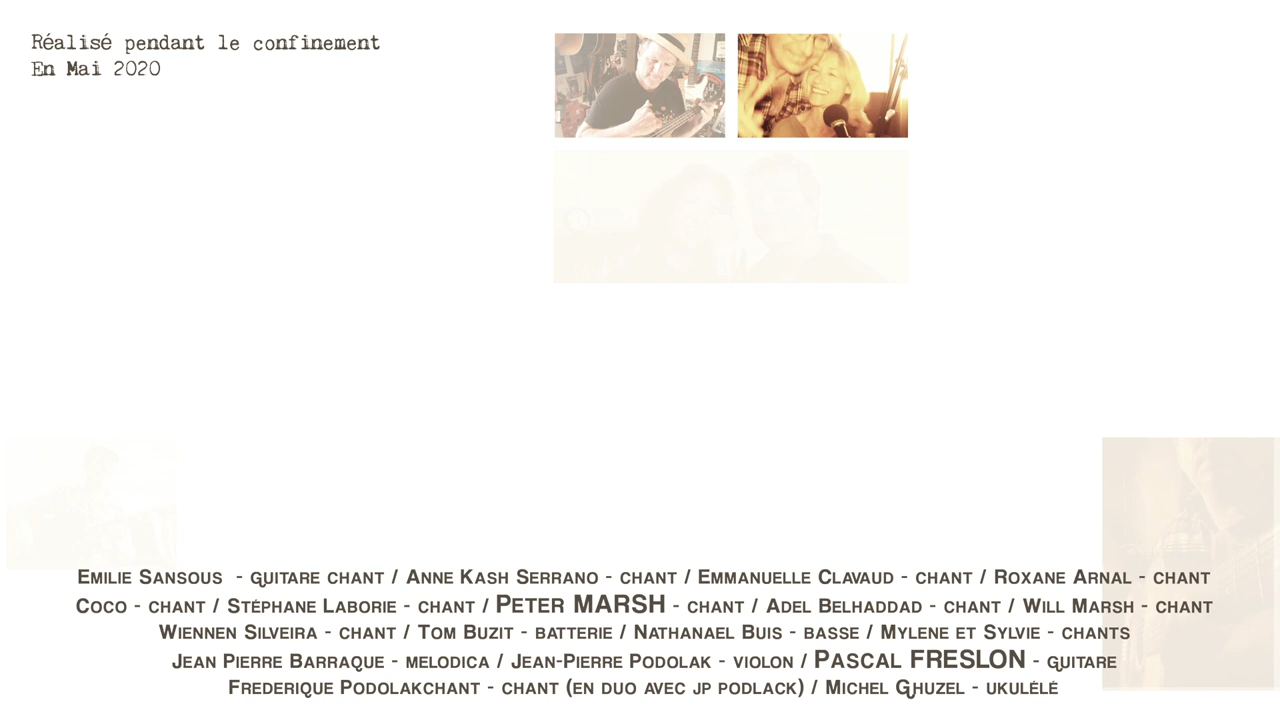 Réalisé pendant le confinement
En Mai 2020
Emilie Sansous - guitare chant / Anne Kash Serrano - chant / Emmanuelle Clavaud - chant / Roxane Arnal - chant
Coco - chant / Stéphane Laborie - chant / Peter MARSH - chant / Adel Belhaddad - chant / Will Marsh - chant
Wiennen Silveira - chant / Tom Buzit - batterie / Nathanael Buis - basse / Mylene et Sylvie - chants
Jean Pierre Barraque - melodica / Jean-Pierre Podolak - violon / Pascal FRESLON - guitare
Frederique Podolakchant - chant (en duo avec jp podlack) / Michel Ghuzel - ukulélé